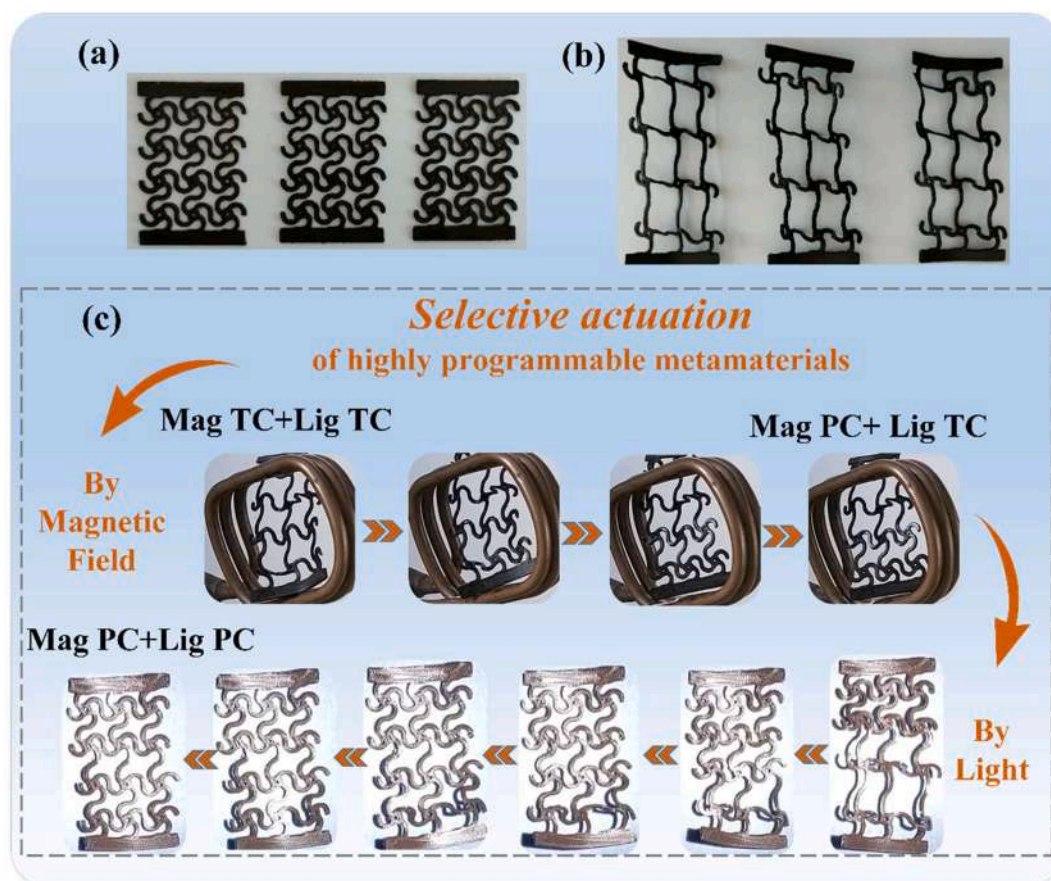 (a)
(b)
(c)
Selective actuation
of highly programmable metamaterials
Mag TC+Lig TC
Mag PC+ Lig TC
By
Magnetic
Field
Mag PC+Lig PC
By
Light